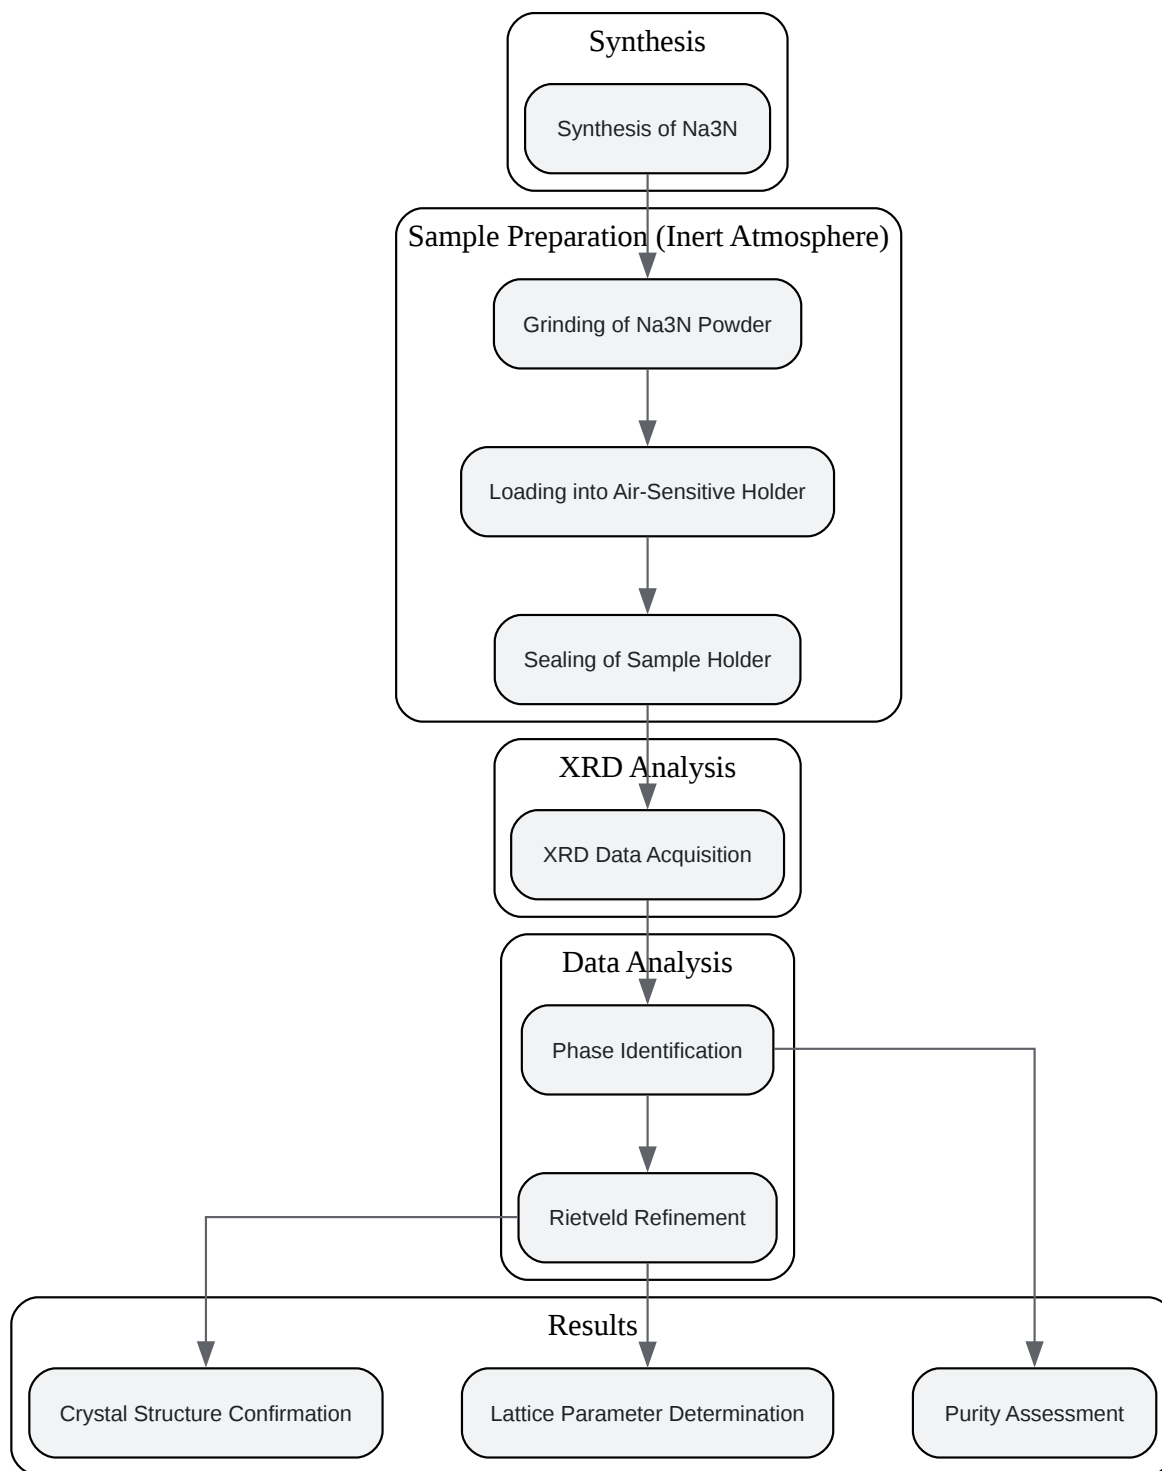 Synthesis
Synthesis of Na3N
Sample Preparation (Inert Atmosphere)
Grinding of Na3N Powder
Loading into Air-Sensitive Holder
Sealing of Sample Holder
XRD Analysis
XRD Data Acquisition
Data Analysis
Phase Identification
Rietveld Refinement
Results
Crystal Structure Confirmation
Lattice Parameter Determination
Purity Assessment